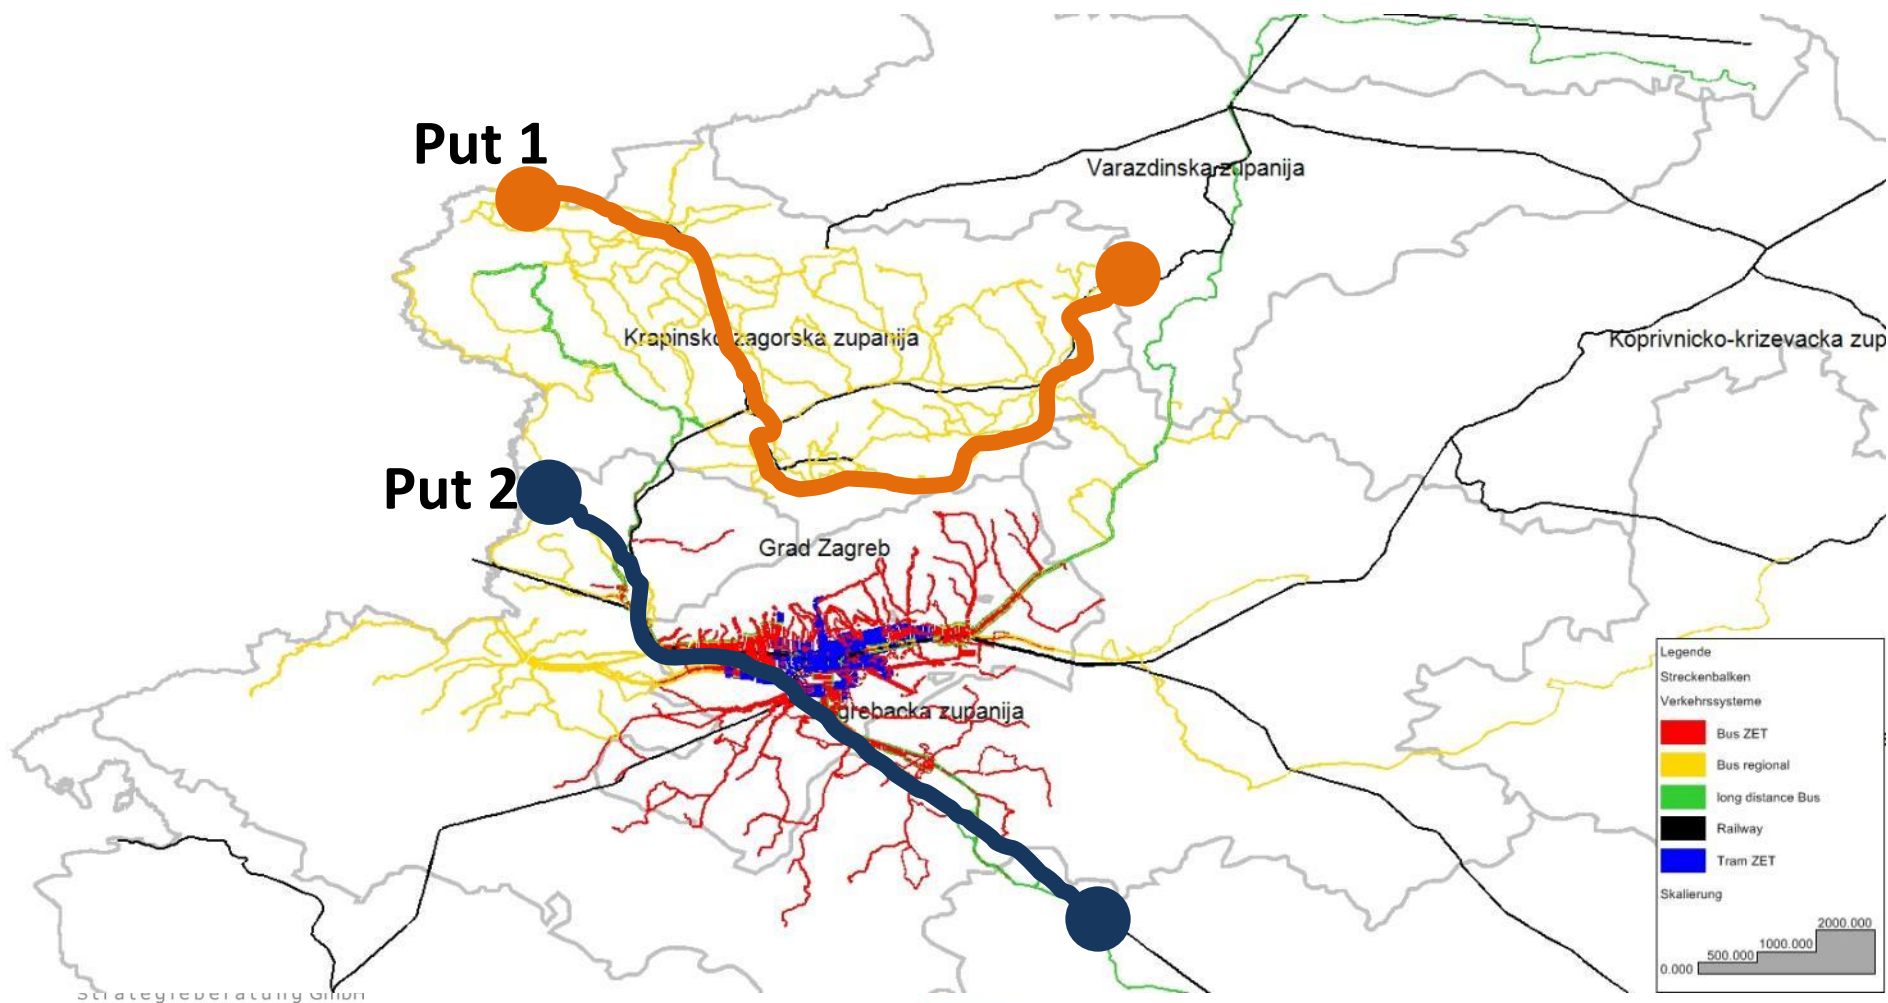 Put 1
Varazdinska zupanija
Krapinsko-zagorska zupanija
Koprivnicko-krizevacka zup
Put 2
Grad Zagreb
grebacka zupanija
Legende
Streckenbalken
Verkehrssysteme
Bus ZET
Bus regional
long distance Bus
Railway
Tram ZET
Skalierung
2000.000
1000.000
500.000
0.000
Strategieberatung GmbH